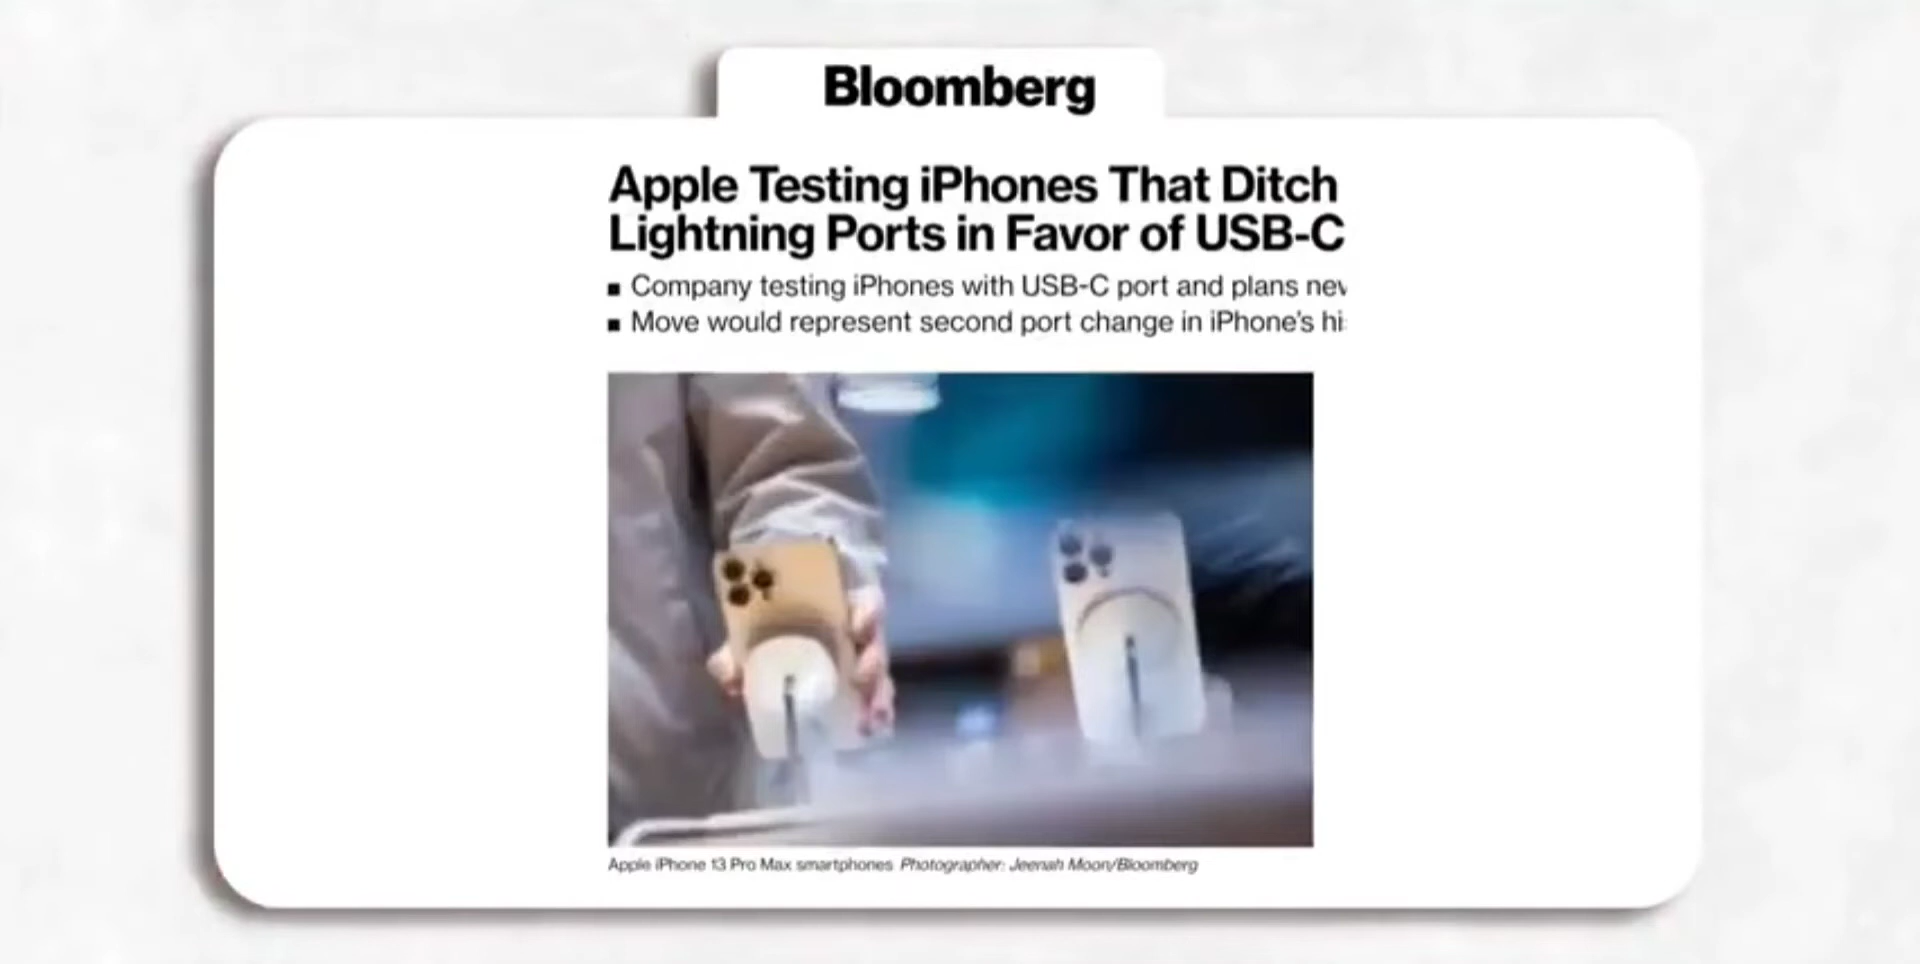 Bloomberg
Apple Testing iPhones That Ditch
Lightning Ports in Favor of USB-C
▪ Company testing iPhones with USB-C port and plans
▪ Move would represent second port change in iPhone's
Apple iPhone 13 Pro Max smartphones Photographer: Jeenah Moon/Bloomberg